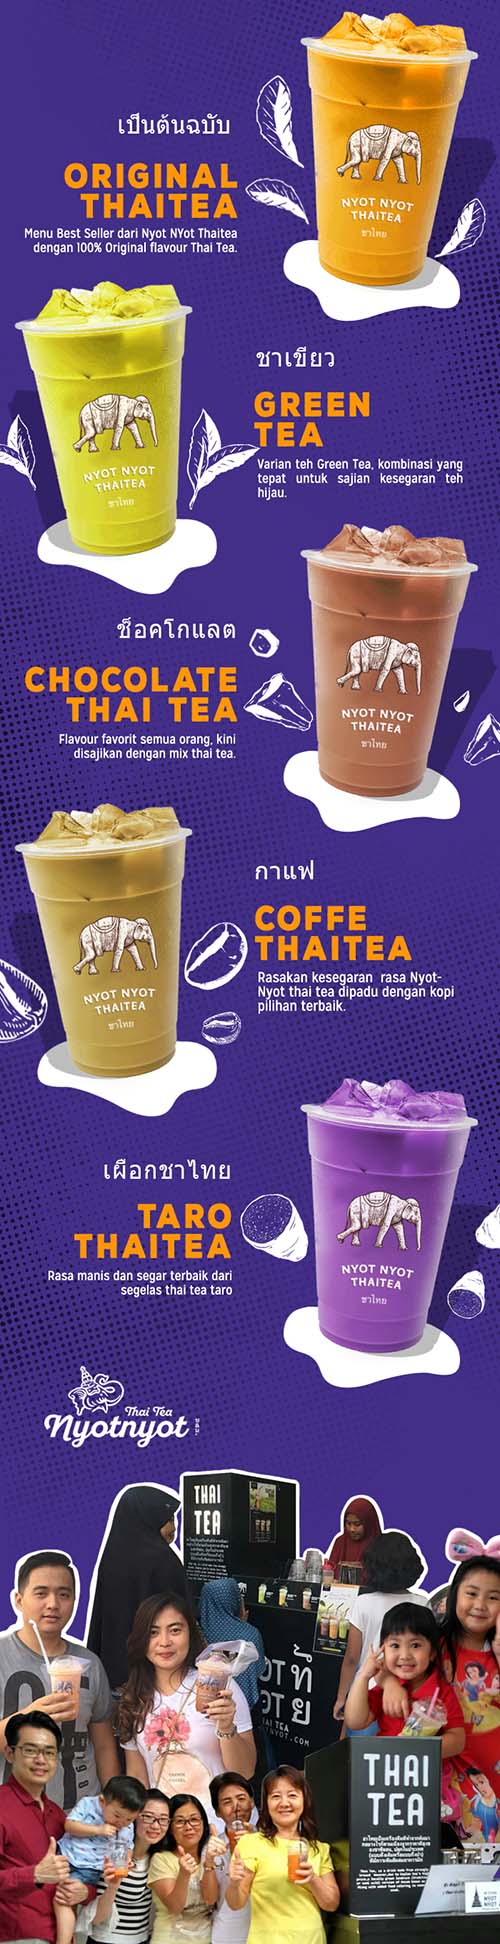 เป็นต้นฉบับ
ORIGINAL
THAITEA
Menu Best Seller dari Nyot NYot Thaitea
dengan 100% Original flavour Thai Tea.
NYOT NYOT
THAITEA
ชาไทย
ชาเขียว
GREEN
TEA
Varian teh Green Tea, kombinasi yang
tepat untuk sajian kesegaran teh
hijau.
NYOT NYOT
THAITEA
ชาไทย
ช็อคโกแลต
CHOCOLATE
THAI TEA
Flavour favorit semua orang, kini
disajikan dengan mix thai tea.
NYOT NYOT
THAITEA
ชาไทย
กาแฟ
COFFE
THAITEA
Rasakan kesegaran rasa Nyot-
Nyot thai tea dipadu dengan kopi
pilihan terbaik.
NYOT NYOT
THAITEA
ชาไทย
เผือกชาไทย
TARO
THAITEA
Rasa manis dan segar terbaik dari
segelas thai tea taro
NYOT NYOT
THAITEA
ชาไทย
Thai Tea
Nyotnyot
THAI
TEA
THAI
TEA